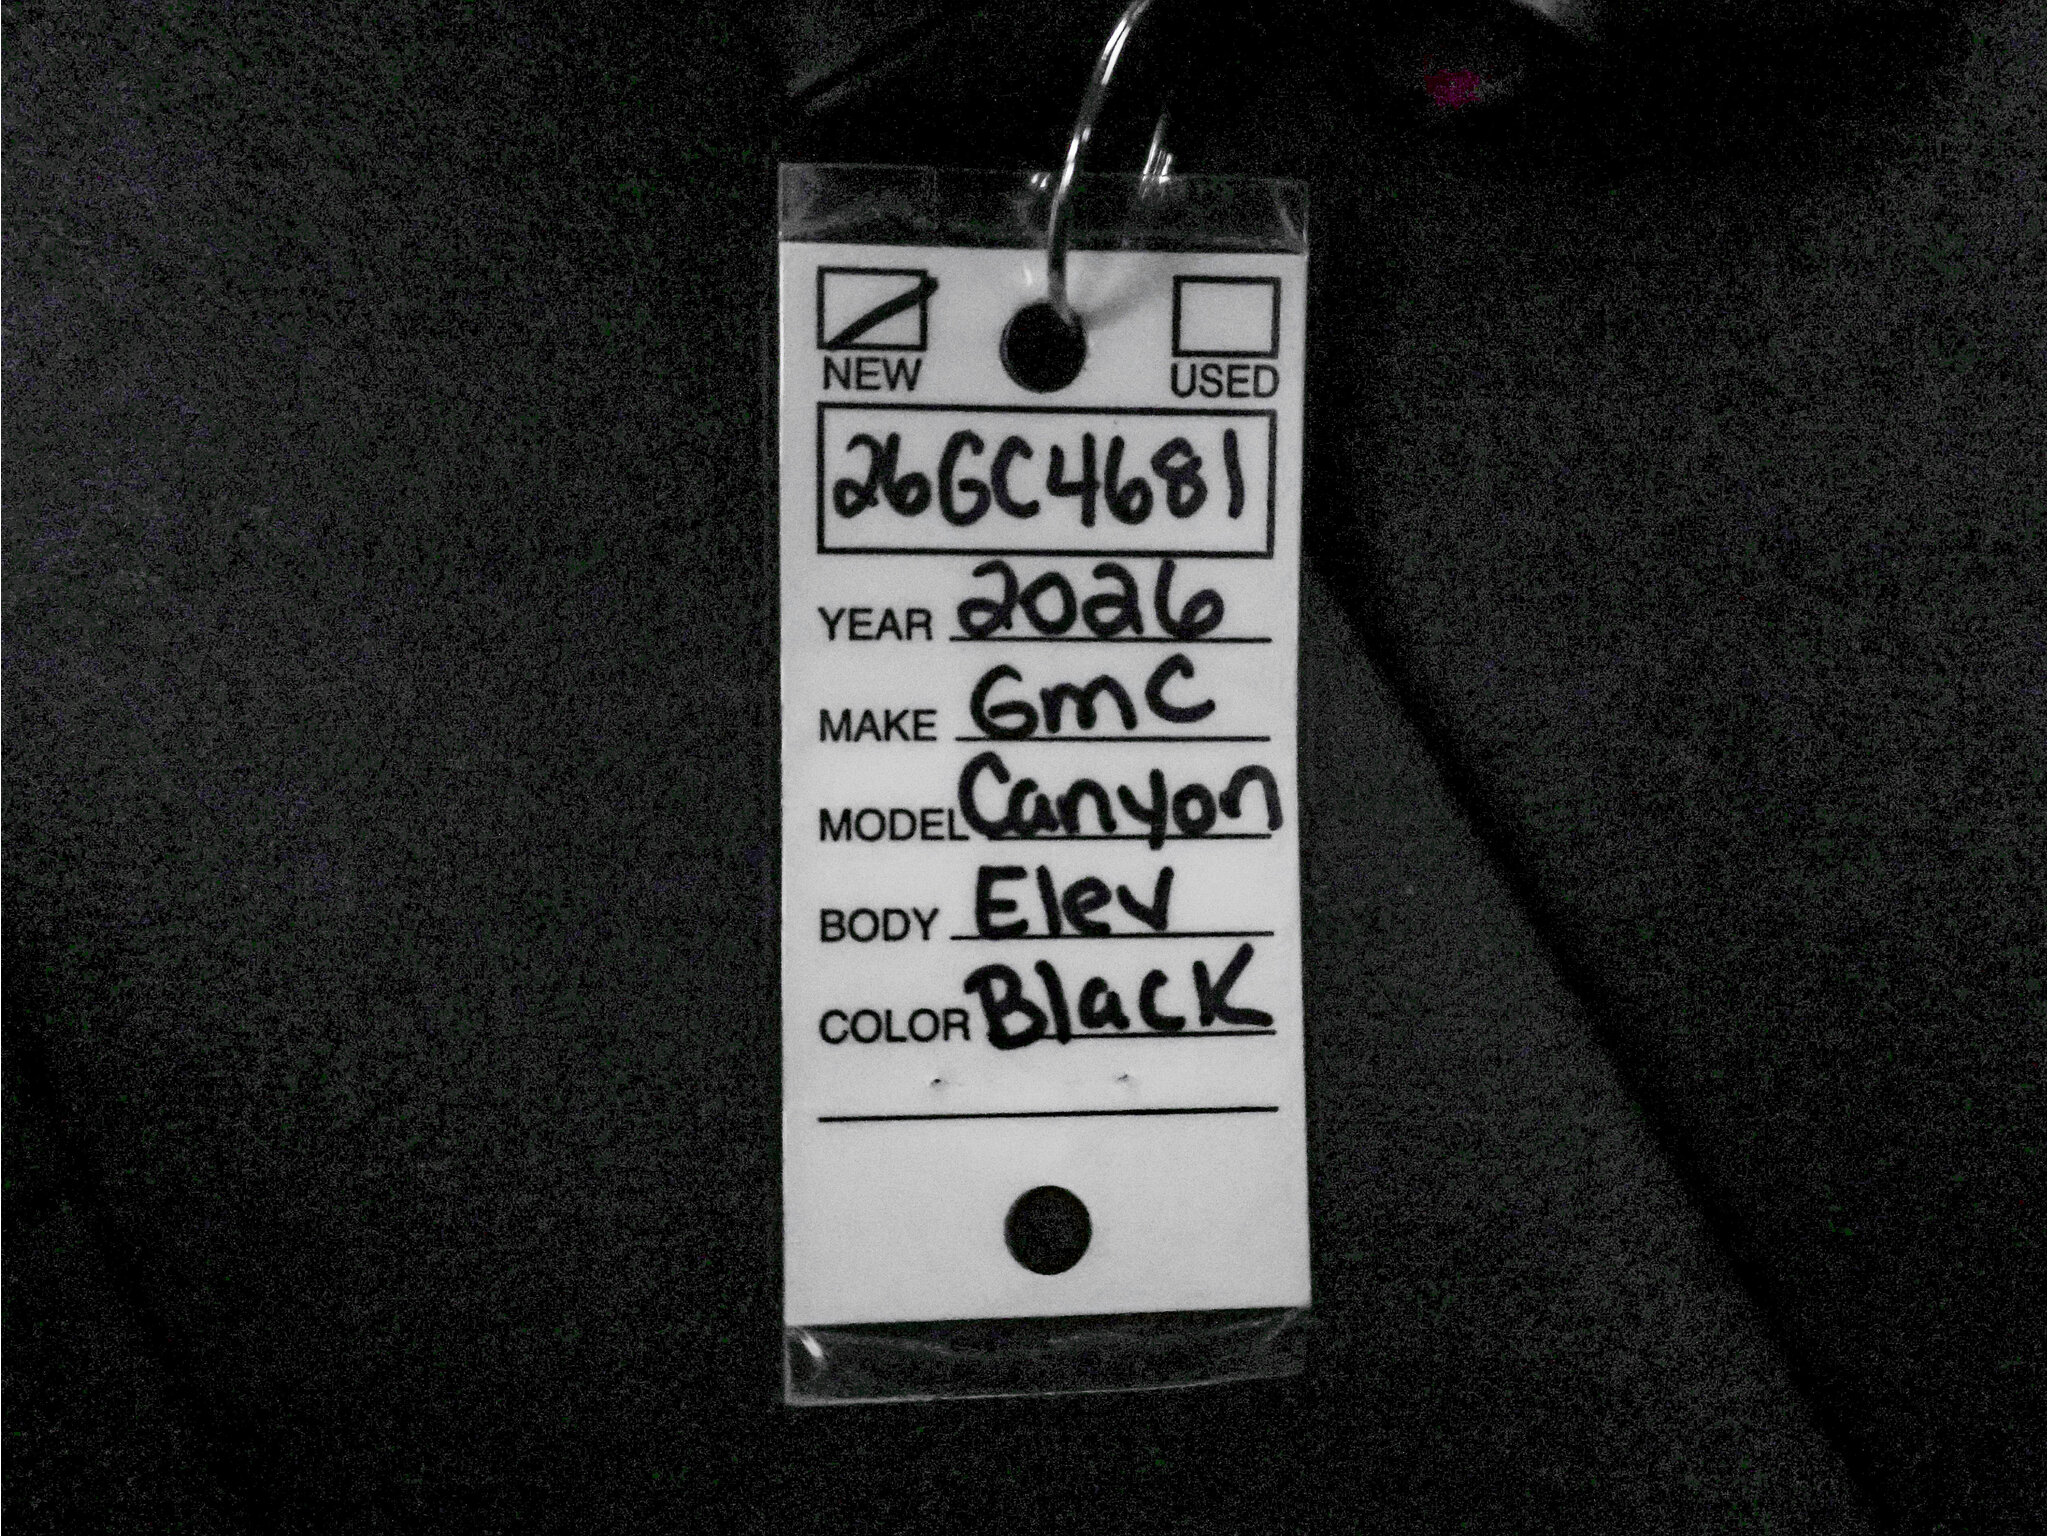 NEW USED
26GC4681
YEAR 2026
MAKE GMC
MODEL Canyon
BODY Elev
COLOR Black